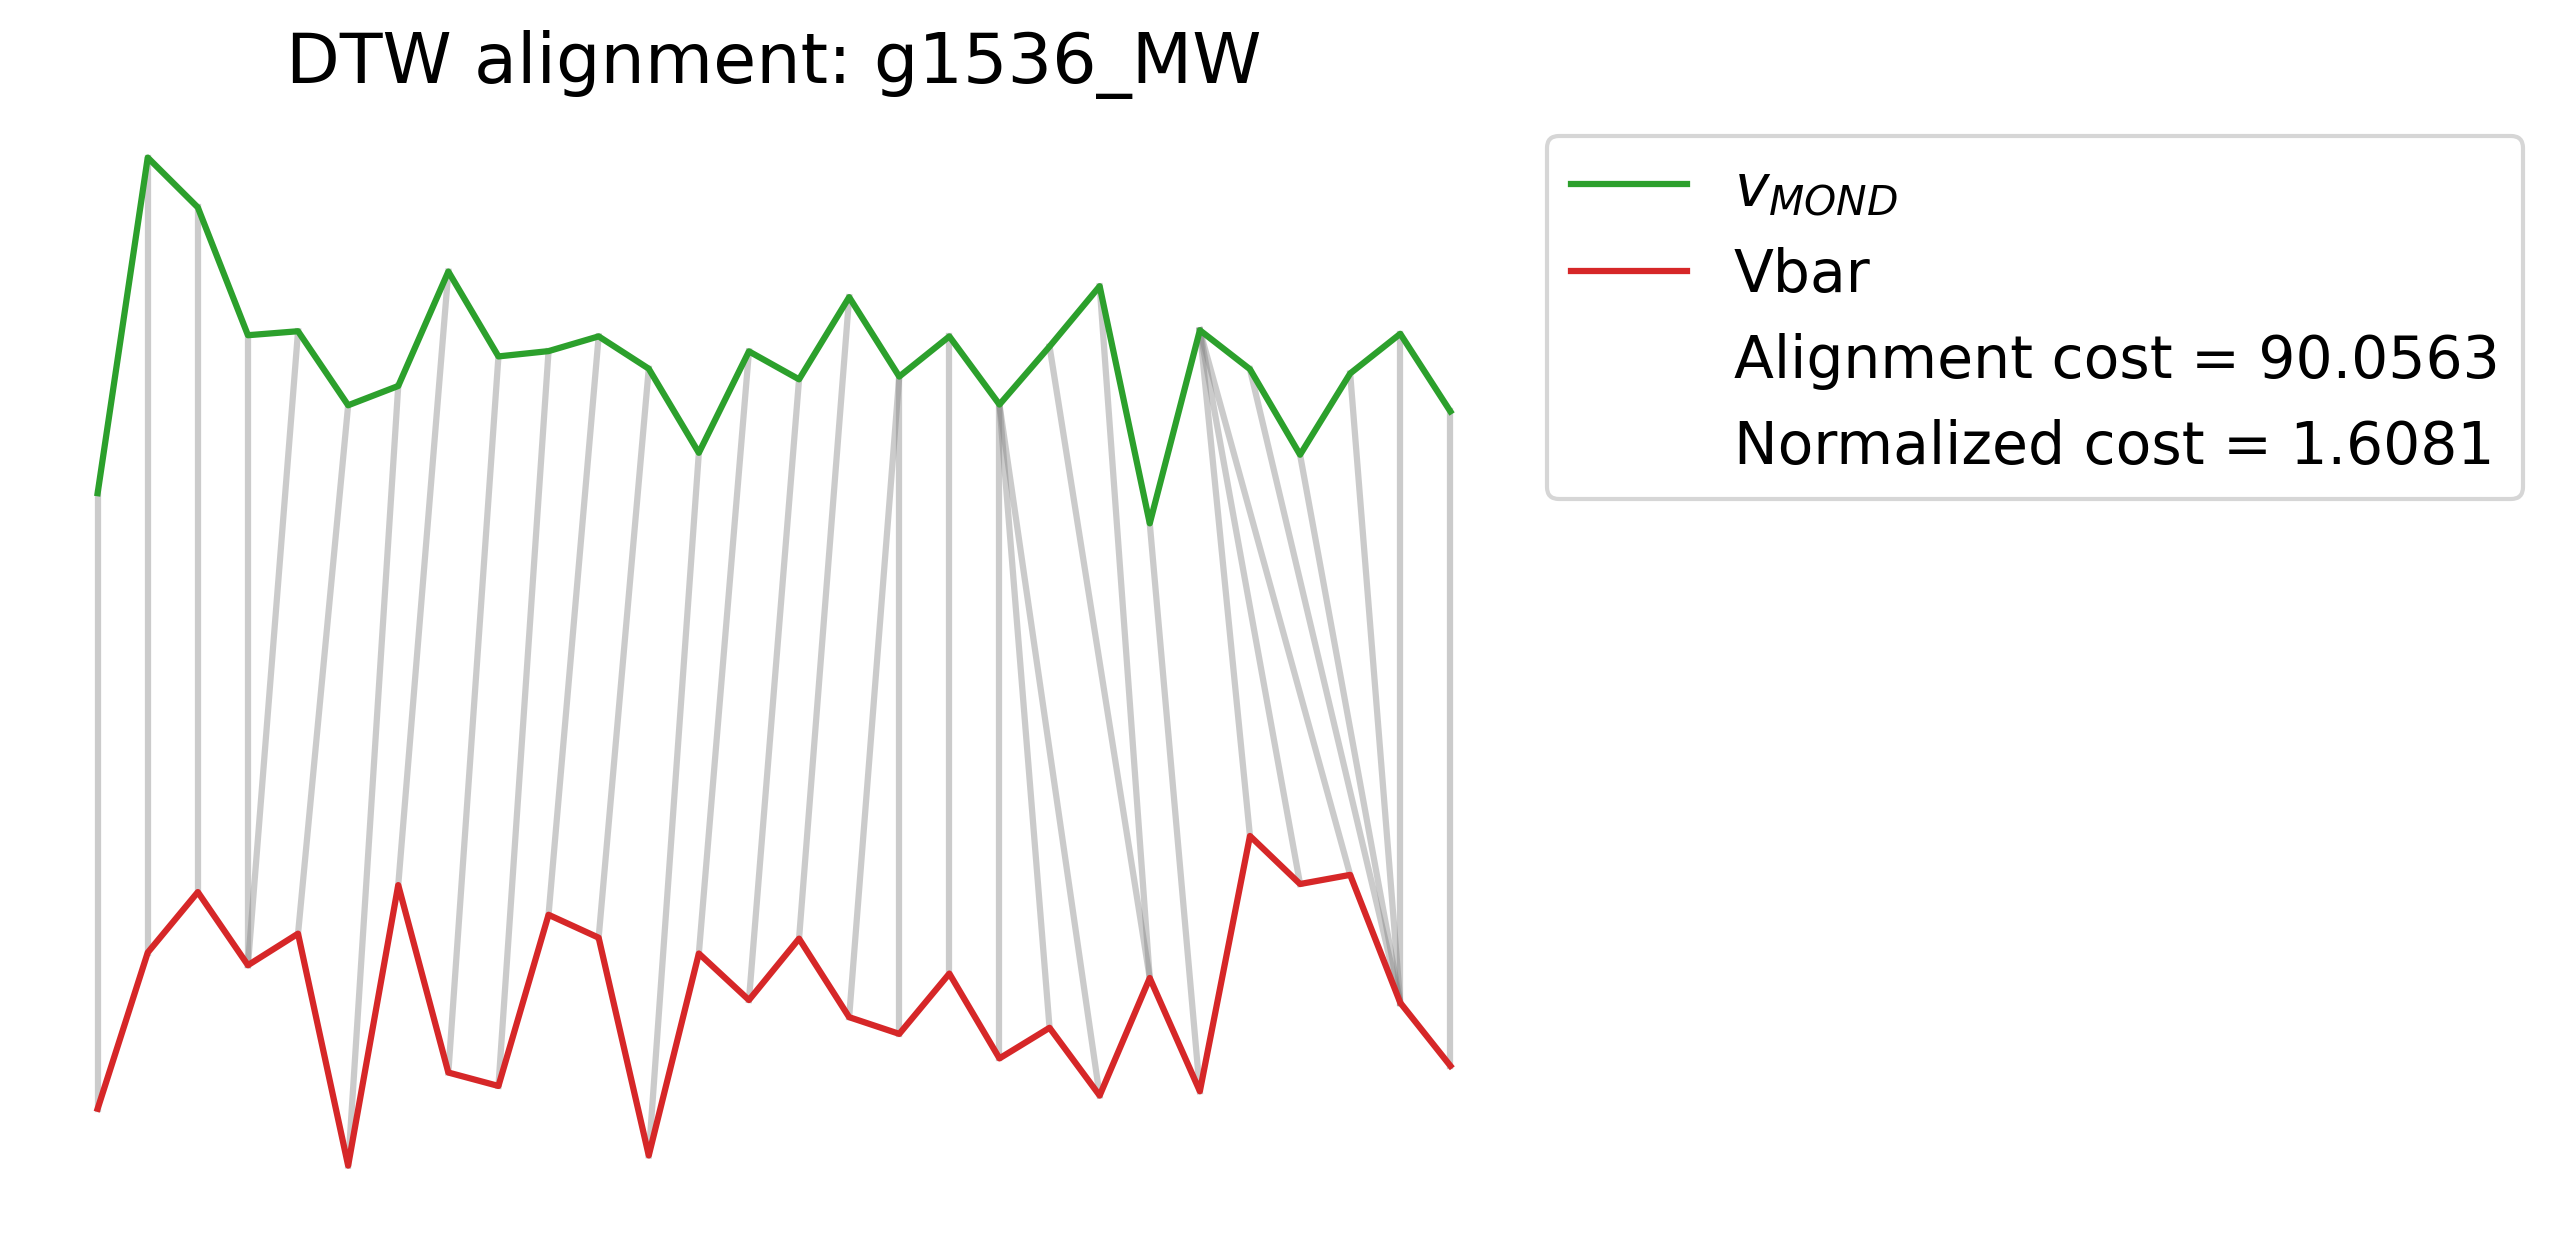 DTW alignment: g1536_MW
v_MOND
Vbar
Alignment cost = 90.0563
Normalized cost = 1.6081